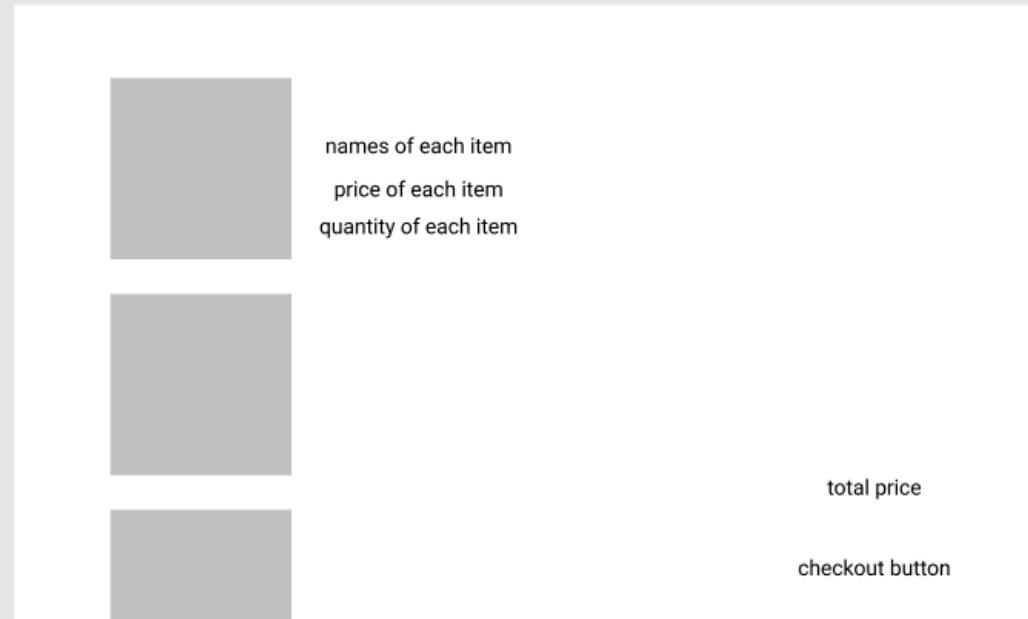 names of each item
price of each item
quantity of each item
total price
checkout button